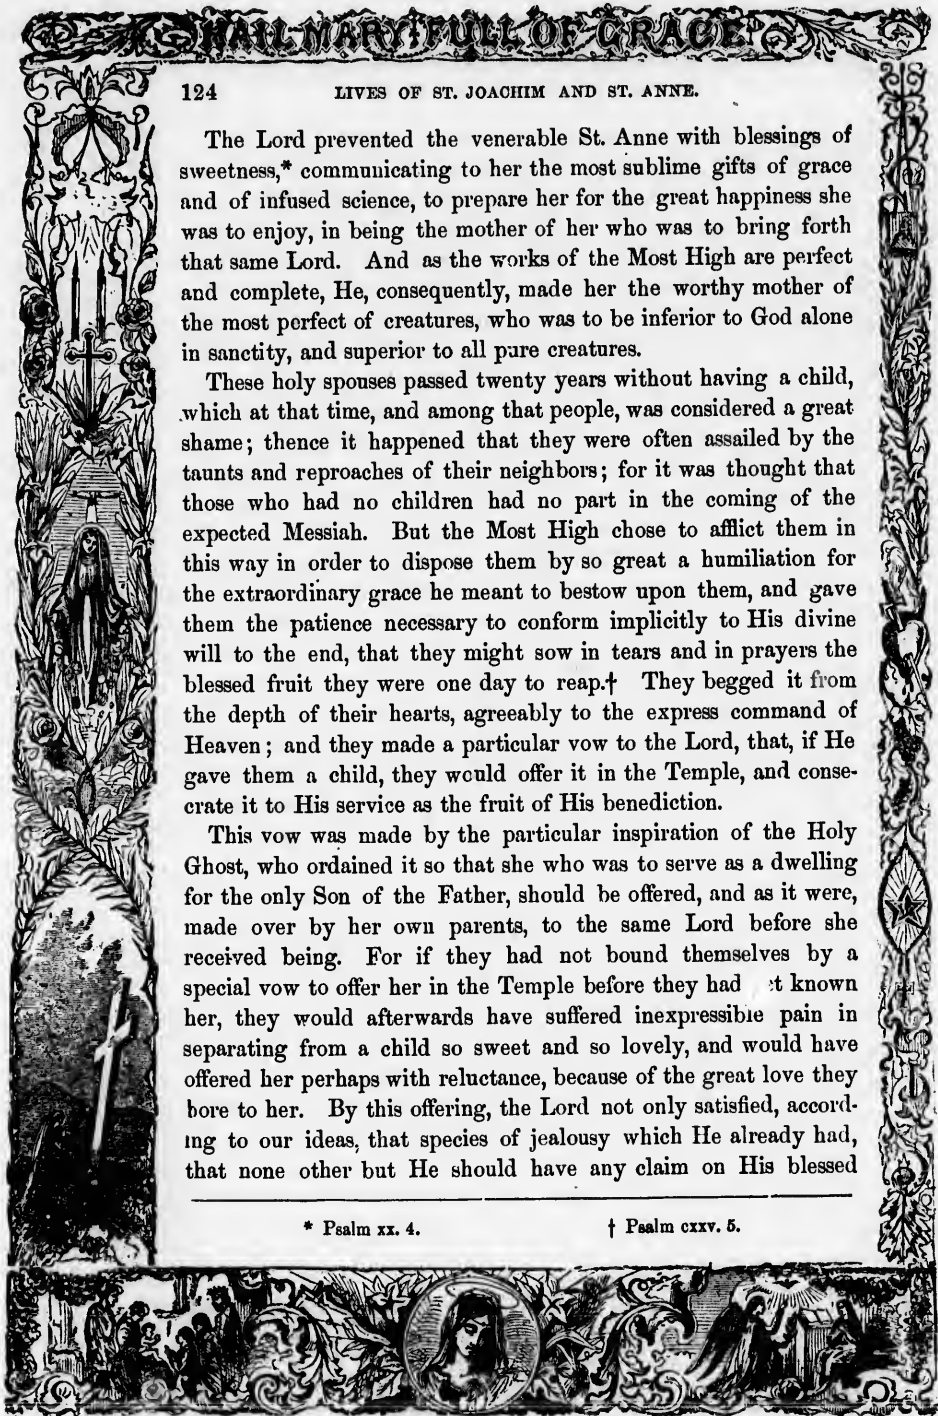 HAIL MARY! FULL OF GRACE
124 LIVES OF ST. JOACHIM AND ST. ANNE.
The Lord prevented the venerable St. Anne with blessings of
sweetness,* communicating to her the most sublime gifts of grace
and of infused science, to prepare her for the great happiness she
was to enjoy, in being the mother of her who was to bring forth
that same Lord. And as the works of the Most High are perfect
and complete, He, consequently, made her the worthy mother of
the most perfect of creatures, who was to be inferior to God alone
in sanctity, and superior to all pure creatures.
These holy spouses passed twenty years without having a child,
which at that time, and among that people, was considered a great
shame; thence it happened that they were often assailed by the
taunts and reproaches of their neighbors; for it was thought that
those who had no children had no part in the coming of the
expected Messiah. But the Most High chose to afflict them in
this way in order to dispose them by so great a humiliation for
the extraordinary grace he meant to bestow upon them, and gave
them the patience necessary to conform implicitly to His divine
will to the end, that they might sow in tears and in prayers the
blessed fruit they were one day to reap.† They begged it from
the depth of their hearts, agreeably to the express command of
Heaven; and they made a particular vow to the Lord, that, if He
gave them a child, they would offer it in the Temple, and conse-
crate it to His service as the fruit of His benediction.
This vow was made by the particular inspiration of the Holy
Ghost, who ordained it so that she who was to serve as a dwelling
for the only Son of the Father, should be offered, and as it were,
made over by her own parents, to the same Lord before she
received being. For if they had not bound themselves by a
special vow to offer her in the Temple before they had known
her, they would afterwards have suffered inexpressible pain in
separating from a child so sweet and so lovely, and would have
offered her perhaps with reluctance, because of the great love they
bore to her. By this offering, the Lord not only satisfied, accord-
ing to our ideas, that species of jealousy which He already had,
that none other but He should have any claim on His blessed
* Psalm xx. 4. † Psalm cxxv. 5.